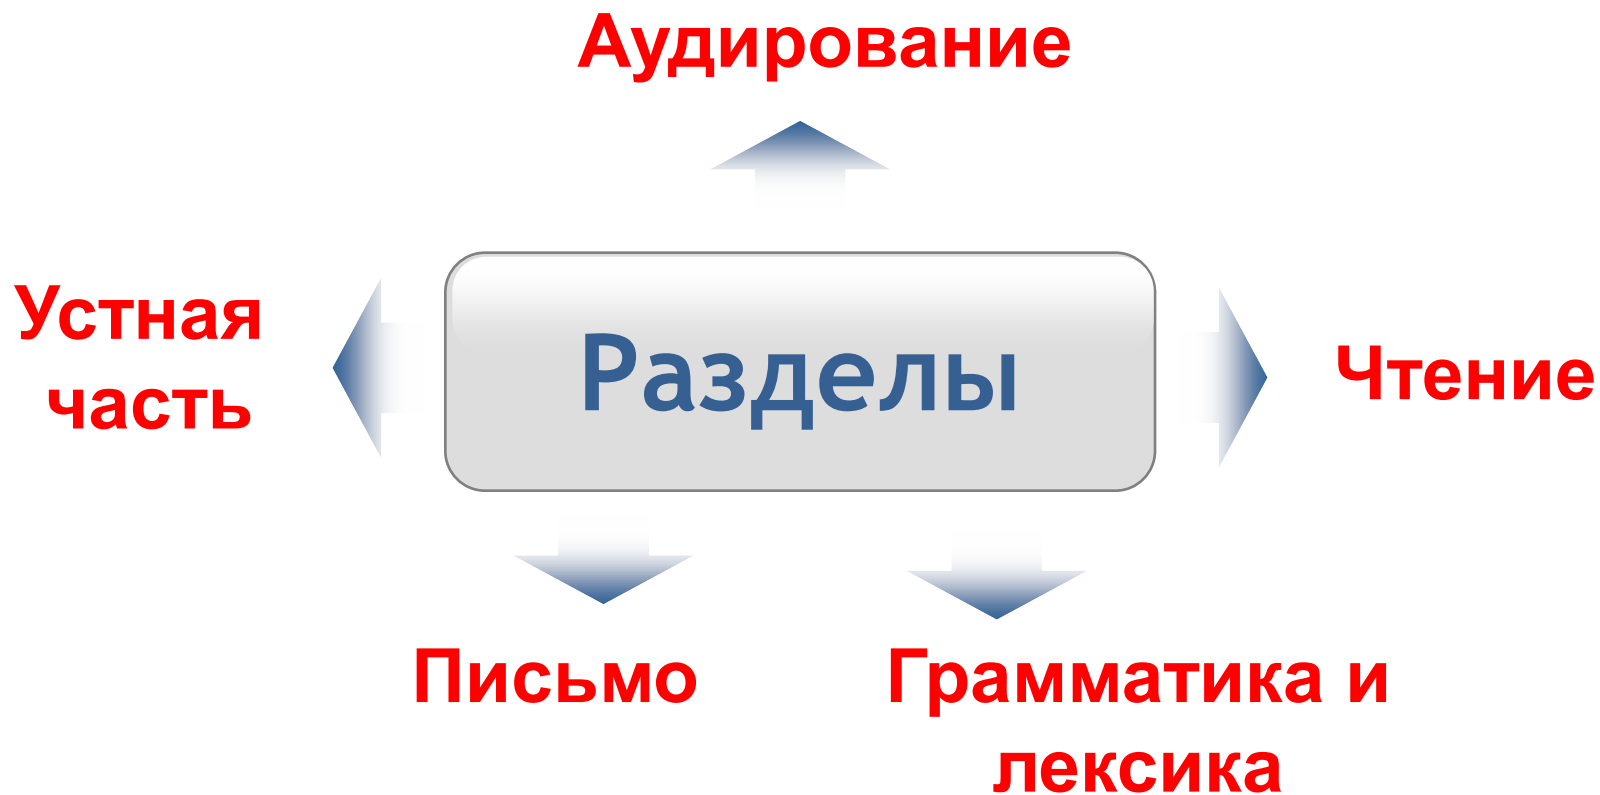 Аудирование
Устная
часть
Разделы
Чтение
Письмо
Грамматика и
лексика